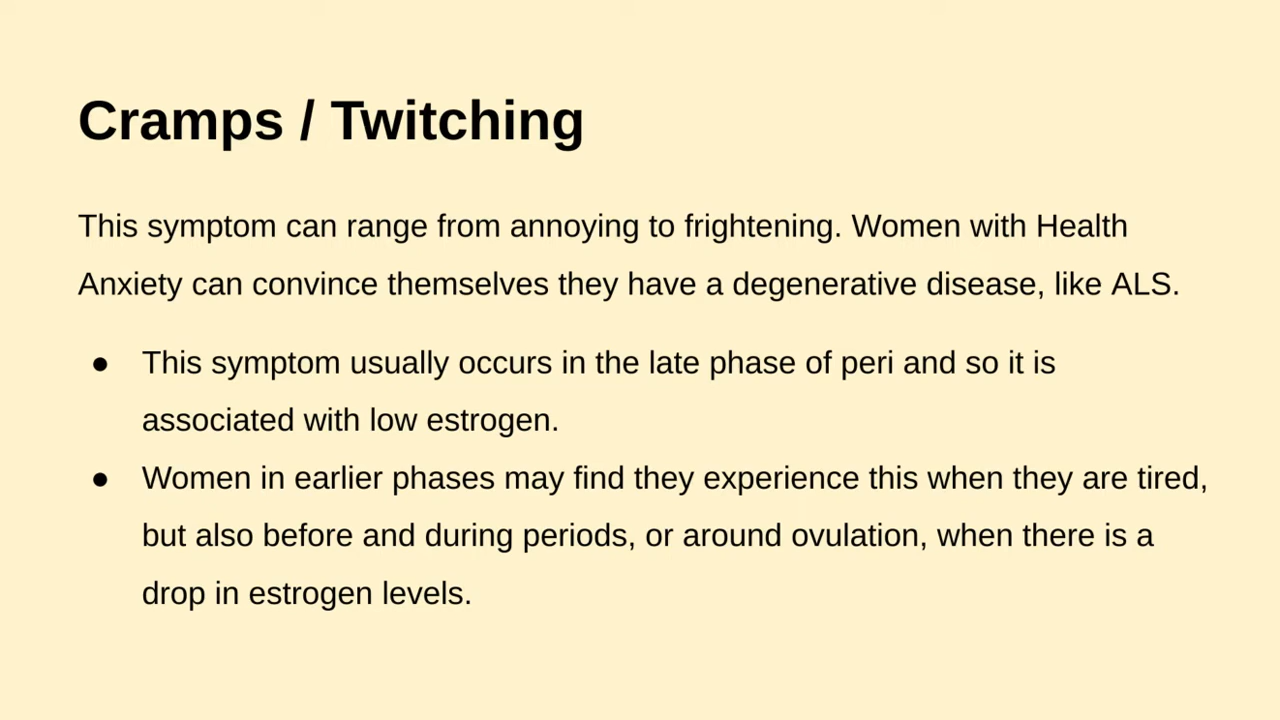 Cramps / Twitching
This symptom can range from annoying to frightening. Women with Health
Anxiety can convince themselves they have a degenerative disease, like ALS.
● This symptom usually occurs in the late phase of peri and so it is
associated with low estrogen.
● Women in earlier phases may find they experience this when they are tired,
but also before and during periods, or around ovulation, when there is a
drop in estrogen levels.